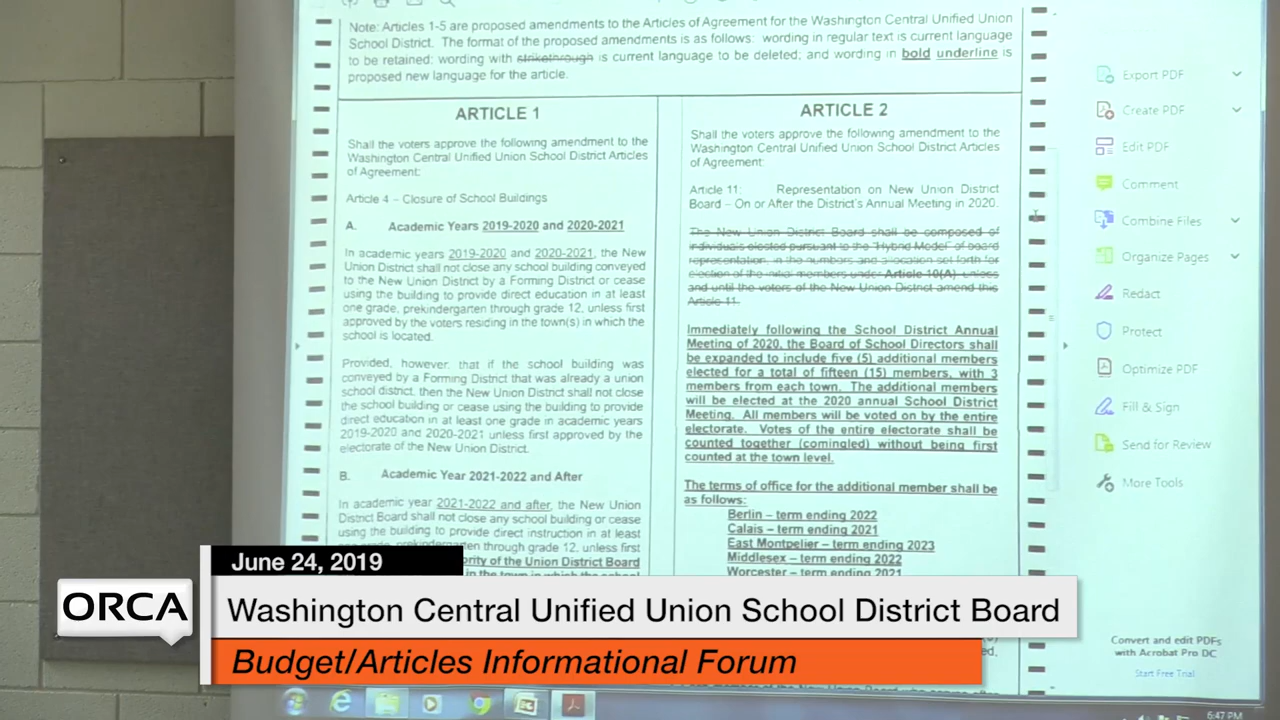 Note: Articles 1-5 are proposed amendments to the Articles of Agreement for the Washington Central Unified Union
School District. The format of the proposed amendments is as follows: wording in regular text is current language
to be retained; wording with strikethrough is current language to be deleted; and wording in bold underline is
proposed new language for the article.
ARTICLE 1
Shall the voters approve the following amendment to the
Washington Central Unified Union School District Articles
of Agreement:
Article 4 – Closure of School Buildings
A. Academic Years 2019-2020 and 2020-2021
In academic years 2019-2020 and 2020-2021, the New
Union District shall not close any school building conveyed
to the New Union District by a Forming District or cease
using the building to provide direct education in at least
one grade, prekindergarten through grade 12, unless first
approved by the voters residing in the town(s) in which the
school is located.
Provided, however, that if the school building was
conveyed by a Forming District that was already a union
school district, then the New Union District shall not close
the school building or cease using the building to provide
direct education in at least one grade in academic years
2019-2020 and 2020-2021 unless first approved by the
electorate of the New Union District.
B. Academic Year 2021-2022 and After
In academic year 2021-2022 and after, the New Union
District Board shall not close any school building or cease
using the building to provide direct instruction in at least
one grade, prekindergarten through grade 12, unless first
ority of the Union District Board
in the town in which the school
ARTICLE 2
Shall the voters approve the following amendment to the
Washington Central Unified Union School District Articles
of Agreement:
Article 11: Representation on New Union District
Board – On or After the District's Annual Meeting in 2020.
The New Union District Board shall be composed of
individuals elected pursuant to the "Hybrid Model" of board
representation, in the numbers and allocation set forth for
election of the initial members under Article 10(A), unless
and until the voters of the New Union District amend this
Article 11.
Immediately following the School District Annual
Meeting of 2020, the Board of School Directors shall
be expanded to include five (5) additional members
elected for a total of fifteen (15) members, with 3
members from each town. The additional members
will be elected at the 2020 annual School District
Meeting. All members will be voted on by the entire
electorate. Votes of the entire electorate shall be
counted together (comingled) without being first
counted at the town level.
The terms of office for the additional member shall be
as follows:
Berlin – term ending 2022
Calais – term ending 2021
East Montpelier – term ending 2023
Middlesex – term ending 2022
Worcester – term ending 2021
Export PDF
Create PDF
Edit PDF
Comment
Combine Files
Organize Pages
Redact
Protect
Optimize PDF
Fill & Sign
Send for Review
More Tools
Convert and edit PDFs
with Acrobat Pro DC
Start Free Trial
6:47 PM
June 24, 2019
ORCA
Washington Central Unified Union School District Board
Budget/Articles Informational Forum